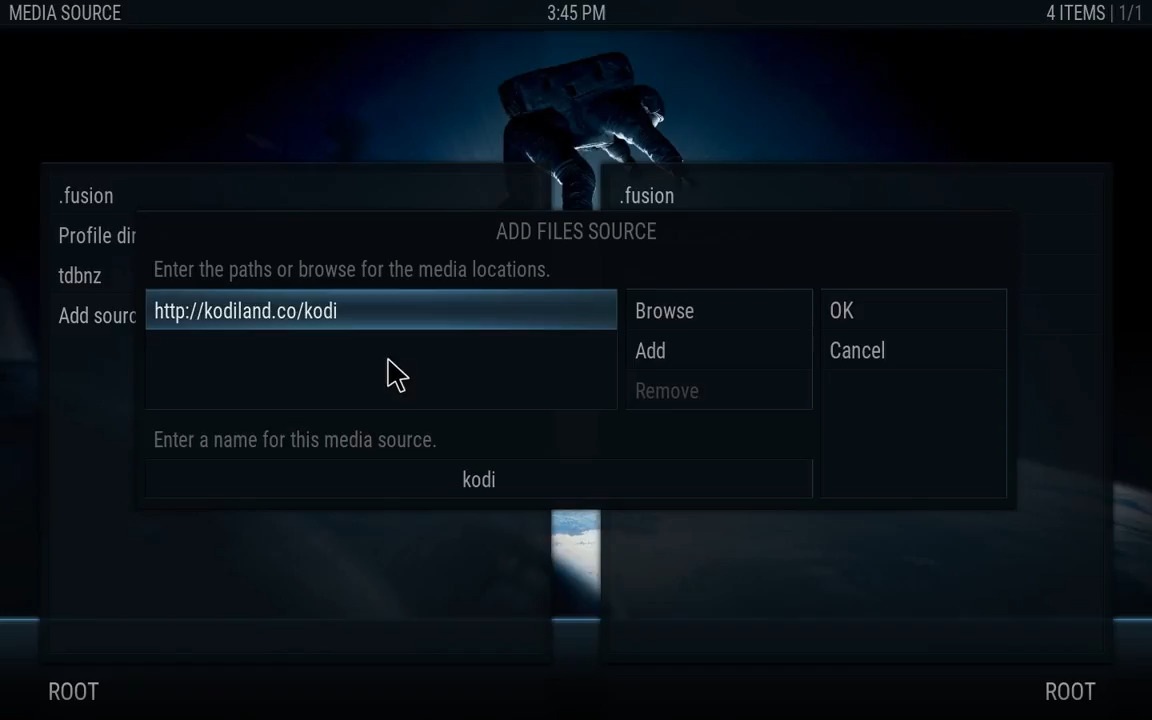 MEDIA SOURCE
3:45 PM
4 ITEMS | 1/1
.fusion
.fusion
Profile dir
tdbnz
Add sourc
ADD FILES SOURCE
Enter the paths or browse for the media locations.
http://kodiland.co/kodi
Browse
OK
Add
Cancel
Remove
Enter a name for this media source.
kodi
ROOT
ROOT